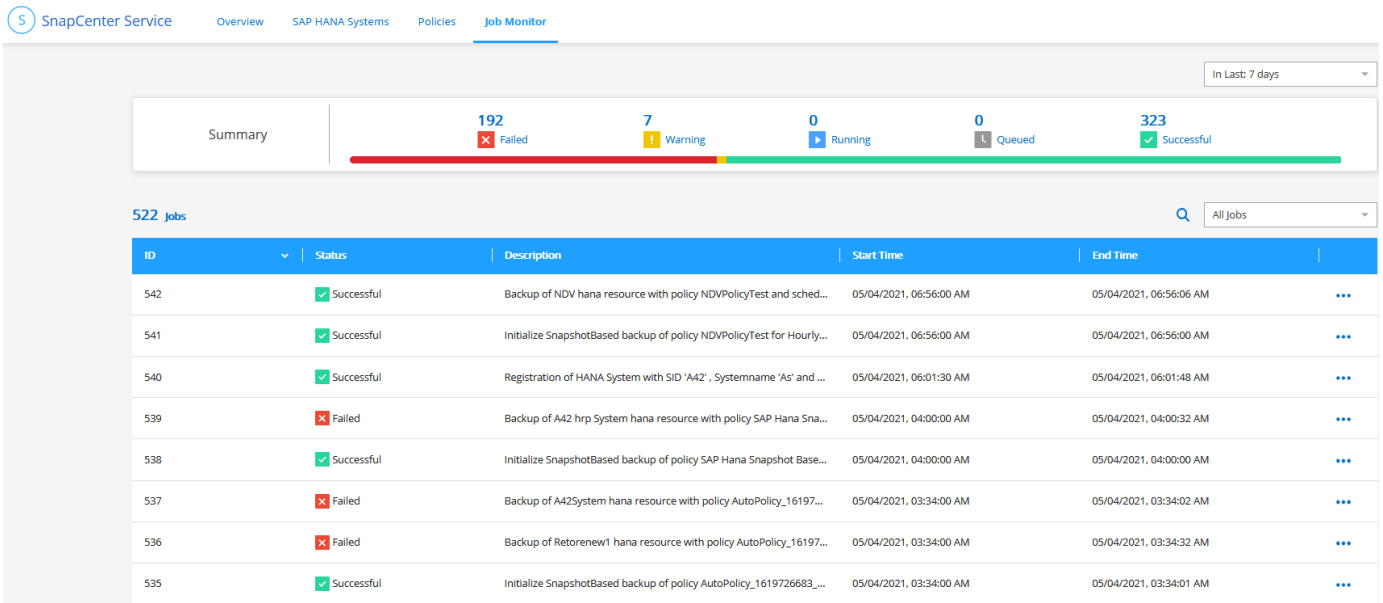 S SnapCenter Service Overview SAP HANA Systems Policies Job Monitor
In Last: 7 days
Summary
192 Failed
7 Warning
0 Running
0 Queued
323 Successful
522 Jobs
All Jobs
ID Status Description Start Time End Time
542 Successful Backup of NDV hana resource with policy NDVPolicyTest and sched... 05/04/2021, 06:56:00 AM 05/04/2021, 06:56:06 AM
541 Successful Initialize SnapshotBased backup of policy NDVPolicyTest for Hourly... 05/04/2021, 06:56:00 AM 05/04/2021, 06:56:00 AM
540 Successful Registration of HANA System with SID 'A42' , Systemname 'As' and ... 05/04/2021, 06:01:30 AM 05/04/2021, 06:01:48 AM
539 Failed Backup of A42 hrp System hana resource with policy SAP Hana Sna... 05/04/2021, 04:00:00 AM 05/04/2021, 04:00:32 AM
538 Successful Initialize SnapshotBased backup of policy SAP Hana Snapshot Base... 05/04/2021, 04:00:00 AM 05/04/2021, 04:00:00 AM
537 Failed Backup of A42System hana resource with policy AutoPolicy_16197... 05/04/2021, 03:34:00 AM 05/04/2021, 03:34:02 AM
536 Failed Backup of Retorenew1 hana resource with policy AutoPolicy_16197... 05/04/2021, 03:34:00 AM 05/04/2021, 03:34:32 AM
535 Successful Initialize SnapshotBased backup of policy AutoPolicy_1619726683_... 05/04/2021, 03:34:00 AM 05/04/2021, 03:34:01 AM